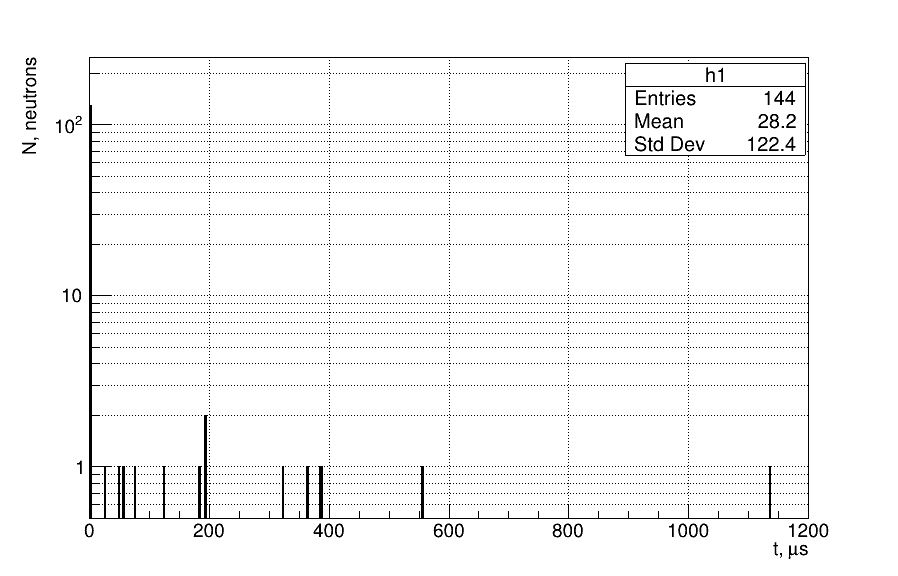 N, neutrons
h1
Entries 144
Mean 28.2
Std Dev 122.4
10²
10
1
0 200 400 600 800 1000 1200
t, μs